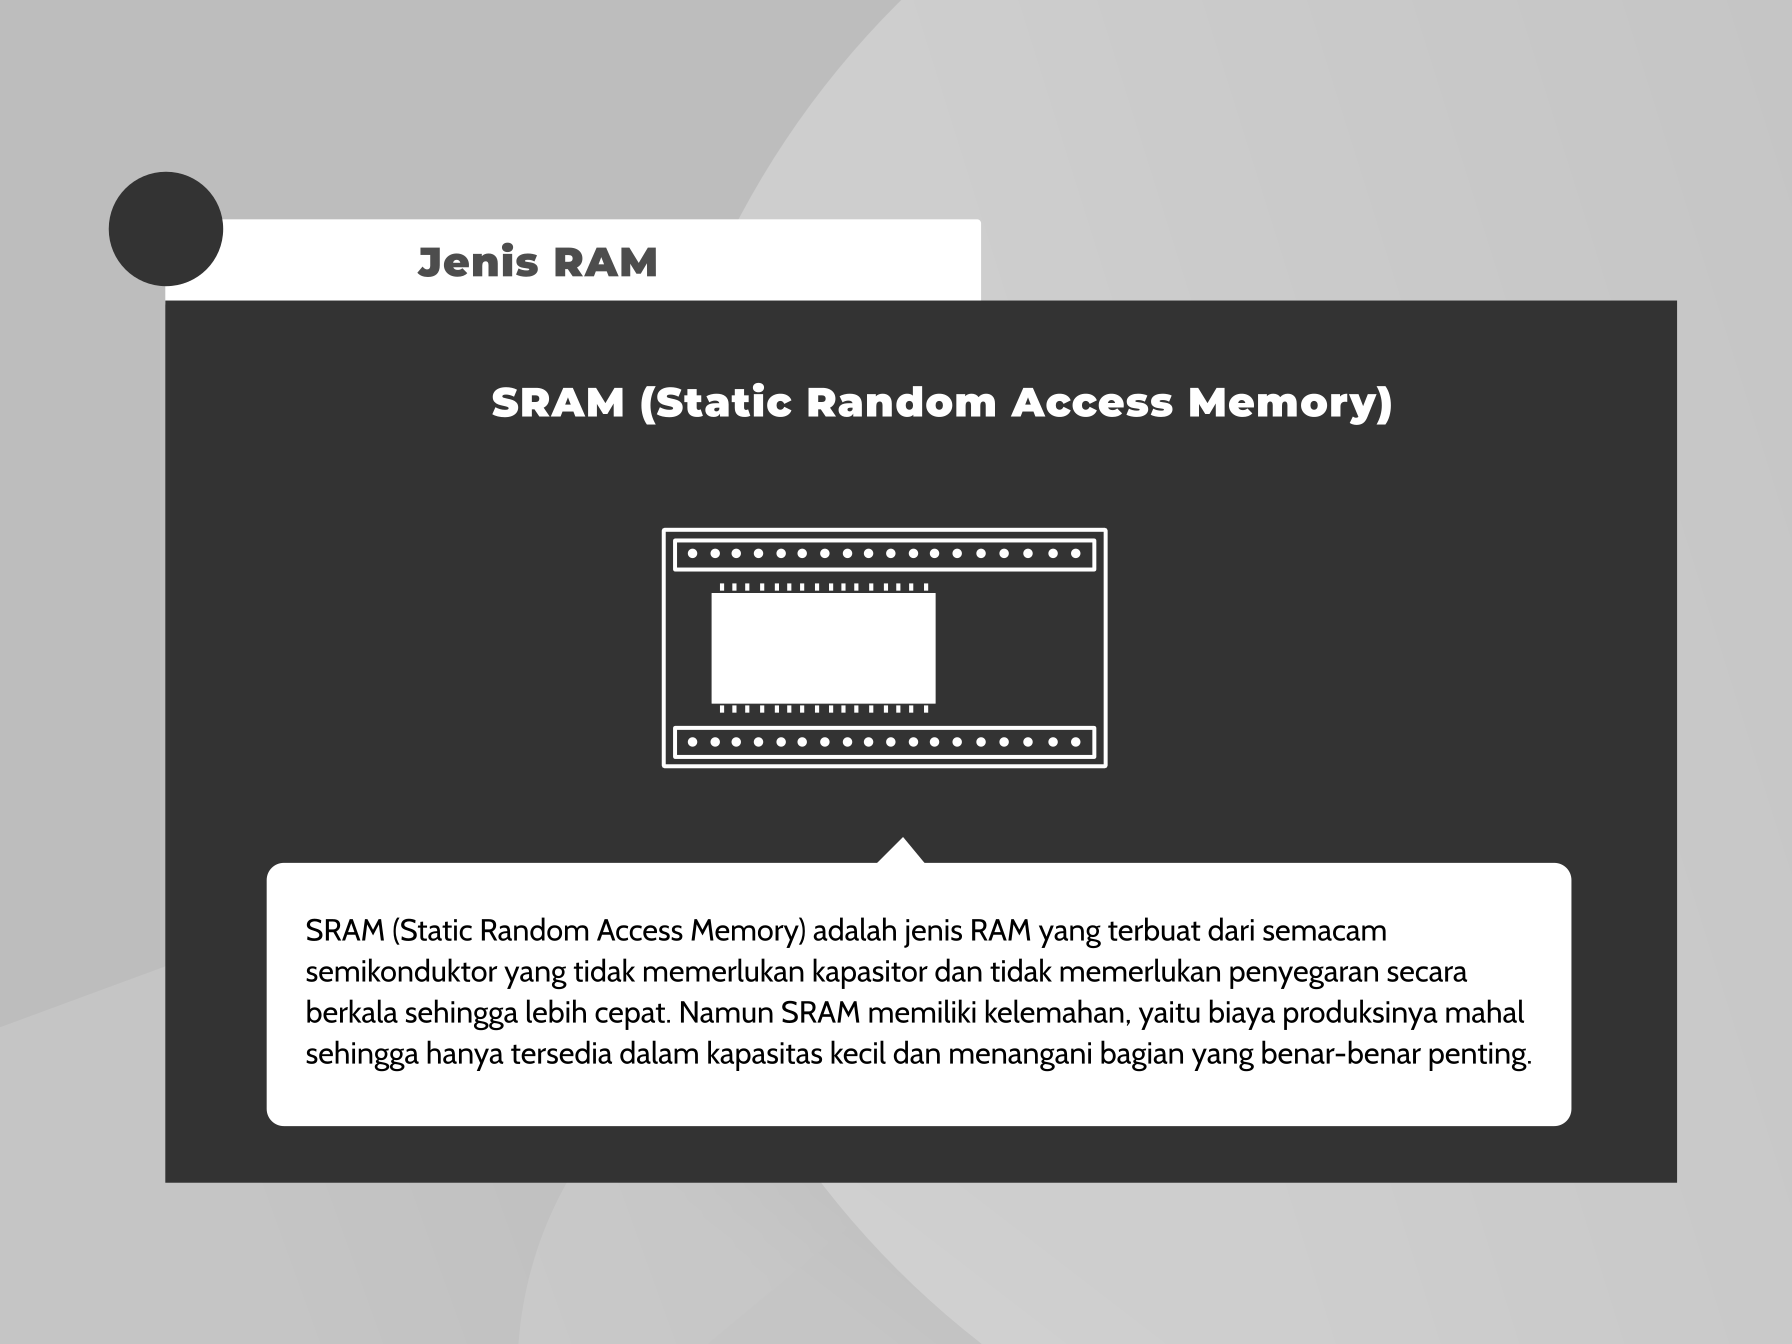 Jenis RAM
SRAM (Static Random Access Memory)
SRAM (Static Random Access Memory) adalah jenis RAM yang terbuat dari semacam
semikonduktor yang tidak memerlukan kapasitor dan tidak memerlukan penyegaran secara
berkala sehingga lebih cepat. Namun SRAM memiliki kelemahan, yaitu biaya produksinya mahal
sehingga hanya tersedia dalam kapasitas kecil dan menangani bagian yang benar-benar penting.